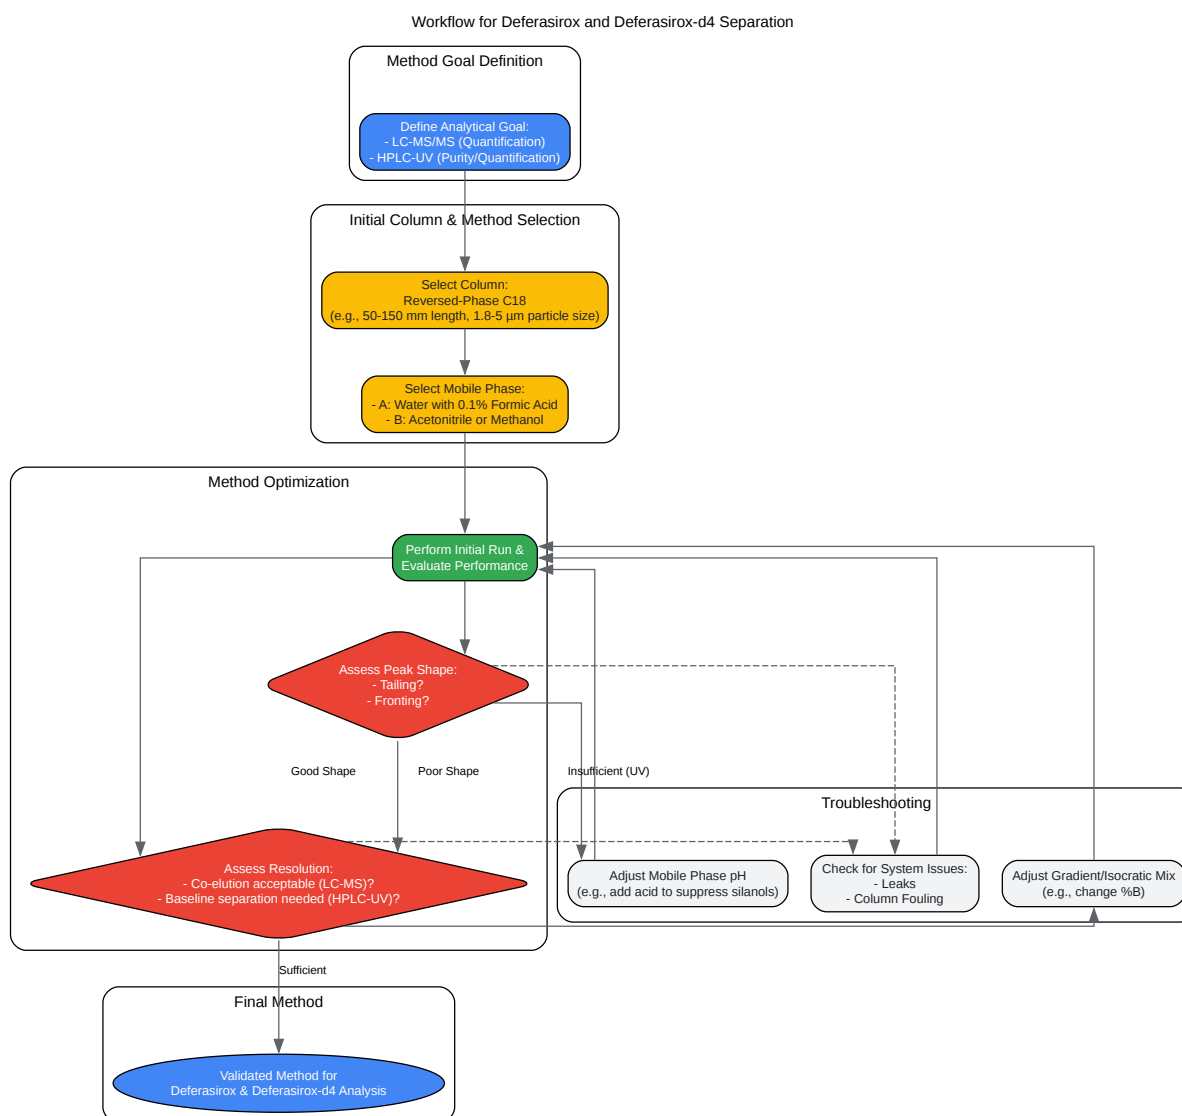 Workflow for Deferasirox and Deferasirox-d4 Separation
Method Goal Definition
Define Analytical Goal:
- LC-MS/MS (Quantification)
- HPLC-UV (Purity/Quantification)
Initial Column & Method Selection
Select Column:
Reversed-Phase C18
(e.g., 50-150 mm length, 1.8-5 µm particle size)
Select Mobile Phase:
- A: Water with 0.1% Formic Acid
- B: Acetonitrile or Methanol
Method Optimization
Perform Initial Run &
Evaluate Performance
Assess Peak Shape:
- Tailing?
- Fronting?
Good Shape
Poor Shape
Insufficient (UV)
Troubleshooting
Assess Resolution:
- Co-elution acceptable (LC-MS)?
- Baseline separation needed (HPLC-UV)?
Adjust Mobile Phase pH
(e.g., add acid to suppress silanols)
Check for System Issues:
- Leaks
- Column Fouling
Adjust Gradient/Isocratic Mix
(e.g., change %B)
Sufficient
Final Method
Validated Method for
Deferasirox & Deferasirox-d4 Analysis